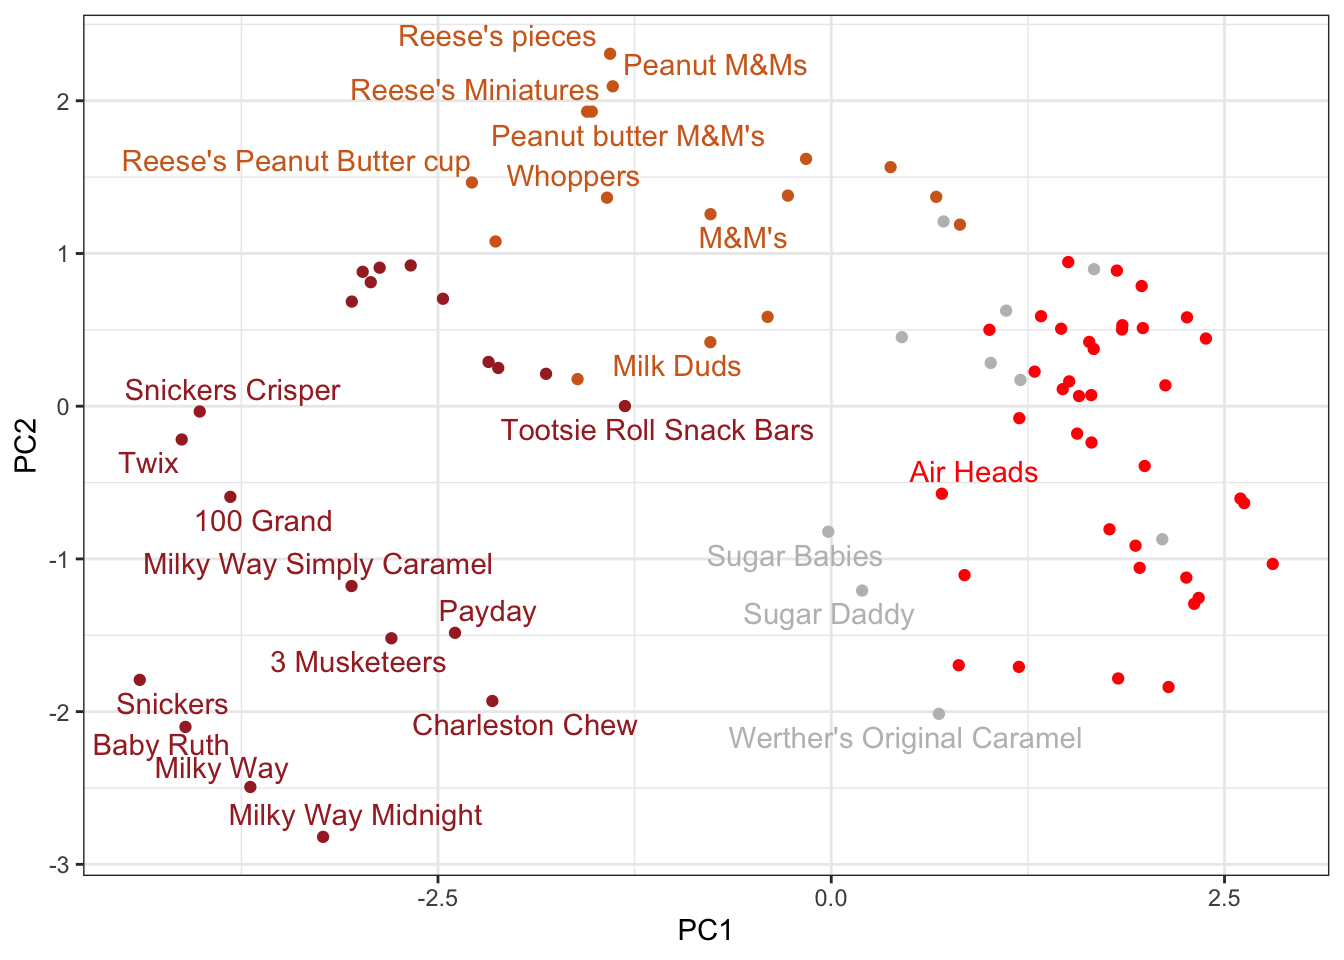 Reese's pieces
Peanut M&Ms
Reese's Miniatures
2
Peanut butter M&M's
Reese's Peanut Butter cup
Whoppers
M&M's
1
Milk Duds
Snickers Crisper
0
Tootsie Roll Snack Bars
PC2
Twix
Air Heads
100 Grand
Sugar Babies
-1
Milky Way Simply Caramel
Payday
Sugar Daddy
3 Musketeers
Snickers
-2
Charleston Chew
Werther's Original Caramel
Baby Ruth
Milky Way
Milky Way Midnight
-3
-2.5
0.0
2.5
PC1